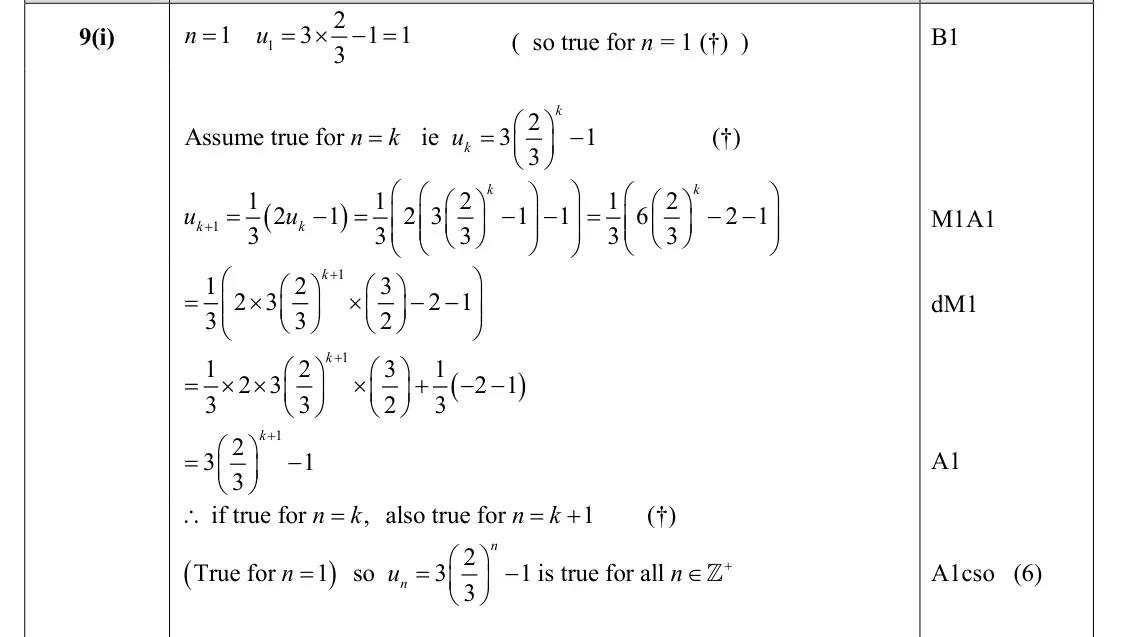 9(i) n = 1 u₁ = 3 × 2/3 − 1 = 1 ( so true for n = 1 (†) ) B1
Assume true for n = k ie uₖ = 3(2/3)ᵏ − 1 (†)
uₖ₊₁ = 1/3 (2uₖ − 1) = 1/3 (2(3(2/3)ᵏ − 1) − 1) = 1/3 (6(2/3)ᵏ − 2 − 1) M1A1
= 1/3 (2 × 3(2/3)ᵏ⁺¹ × (3/2) − 2 − 1) dM1
= 1/3 × 2 × 3(2/3)ᵏ⁺¹ × (3/2) + 1/3 (−2 − 1)
= 3(2/3)ᵏ⁺¹ − 1 A1
∴ if true for n = k, also true for n = k + 1 (†)
(True for n = 1) so uₙ = 3(2/3)ⁿ − 1 is true for all n ∈ ℤ⁺ A1cso (6)